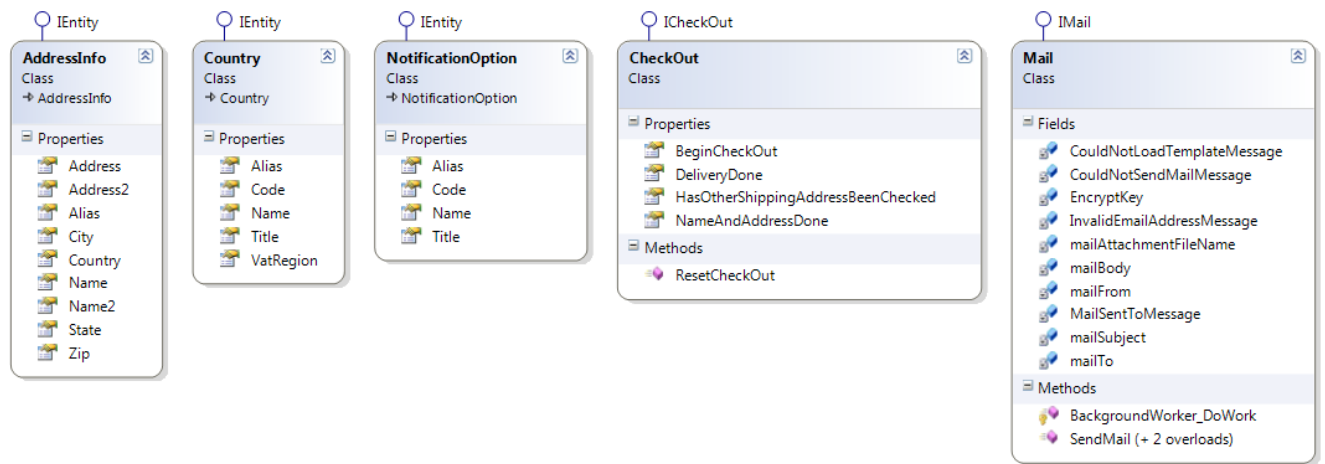 IEntity
AddressInfo
Class
AddressInfo
Properties
Address
Address2
Alias
City
Country
Name
Name2
State
Zip
IEntity
Country
Class
Country
Properties
Alias
Code
Name
Title
VatRegion
IEntity
NotificationOption
Class
NotificationOption
Properties
Alias
Code
Name
Title
ICheckOut
CheckOut
Class
Properties
BeginCheckOut
DeliveryDone
HasOtherShippingAddressBeenChecked
NameAndAddressDone
Methods
ResetCheckOut
IMail
Mail
Class
Fields
CouldNotLoadTemplateMessage
CouldNotSendMailMessage
EncryptKey
InvalidEmailAddressMessage
mailAttachmentFileName
mailBody
mailFrom
MailSentToMessage
mailSubject
mailTo
Methods
BackgroundWorker_DoWork
SendMail (+ 2 overloads)